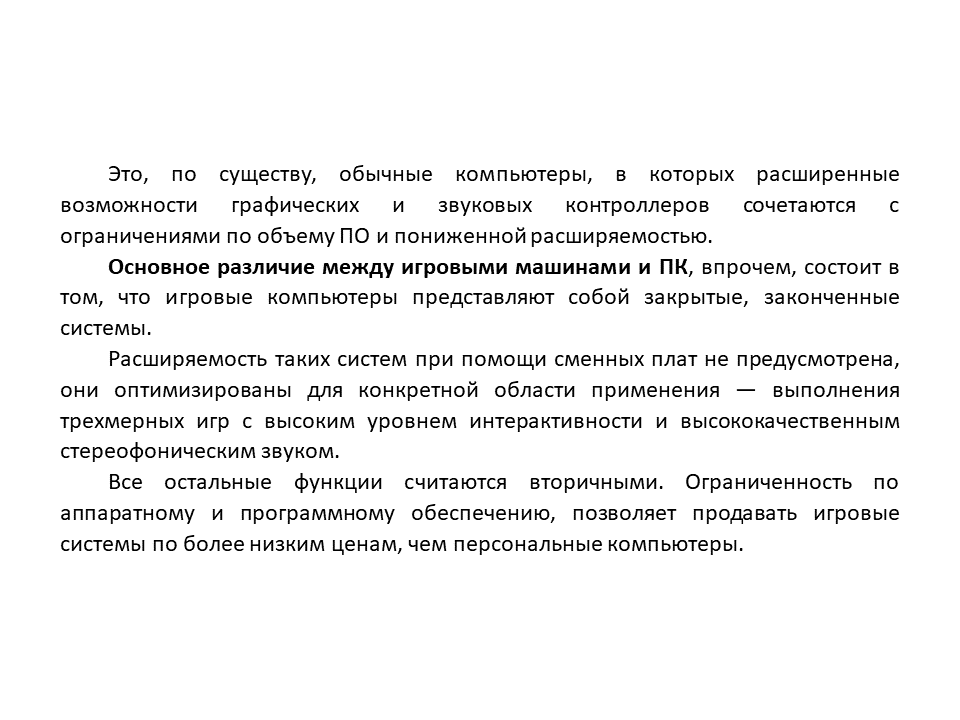 Это, по существу, обычные компьютеры, в которых расширенные
возможности графических и звуковых контроллеров сочетаются с
ограничениями по объему ПО и пониженной расширяемостью.
Основное различие между игровыми машинами и ПК, впрочем, состоит в
том, что игровые компьютеры представляют собой закрытые, законченные
системы.
Расширяемость таких систем при помощи сменных плат не предусмотрена,
они оптимизированы для конкретной области применения — выполнения
трехмерных игр с высоким уровнем интерактивности и высококачественным
стереофоническим звуком.
Все остальные функции считаются вторичными. Ограниченность по
аппаратному и программному обеспечению, позволяет продавать игровые
системы по более низким ценам, чем персональные компьютеры.